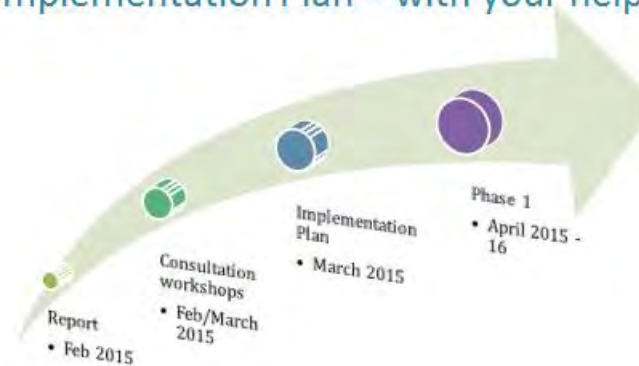 Implementation Plan – with your help
Report
• Feb 2015
Consultation
workshops
• Feb/March
2015
Implementation
Plan
• March 2015
Phase 1
• April 2015 -
16